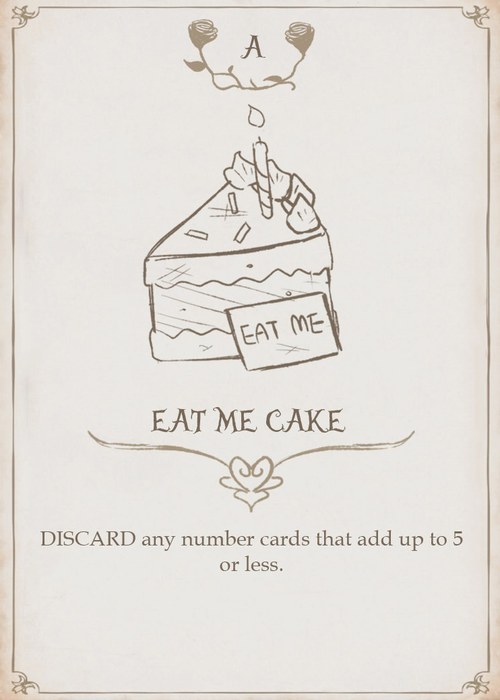 A
EAT ME
EAT ME CAKE
DISCARD any number cards that add up to 5
or less.